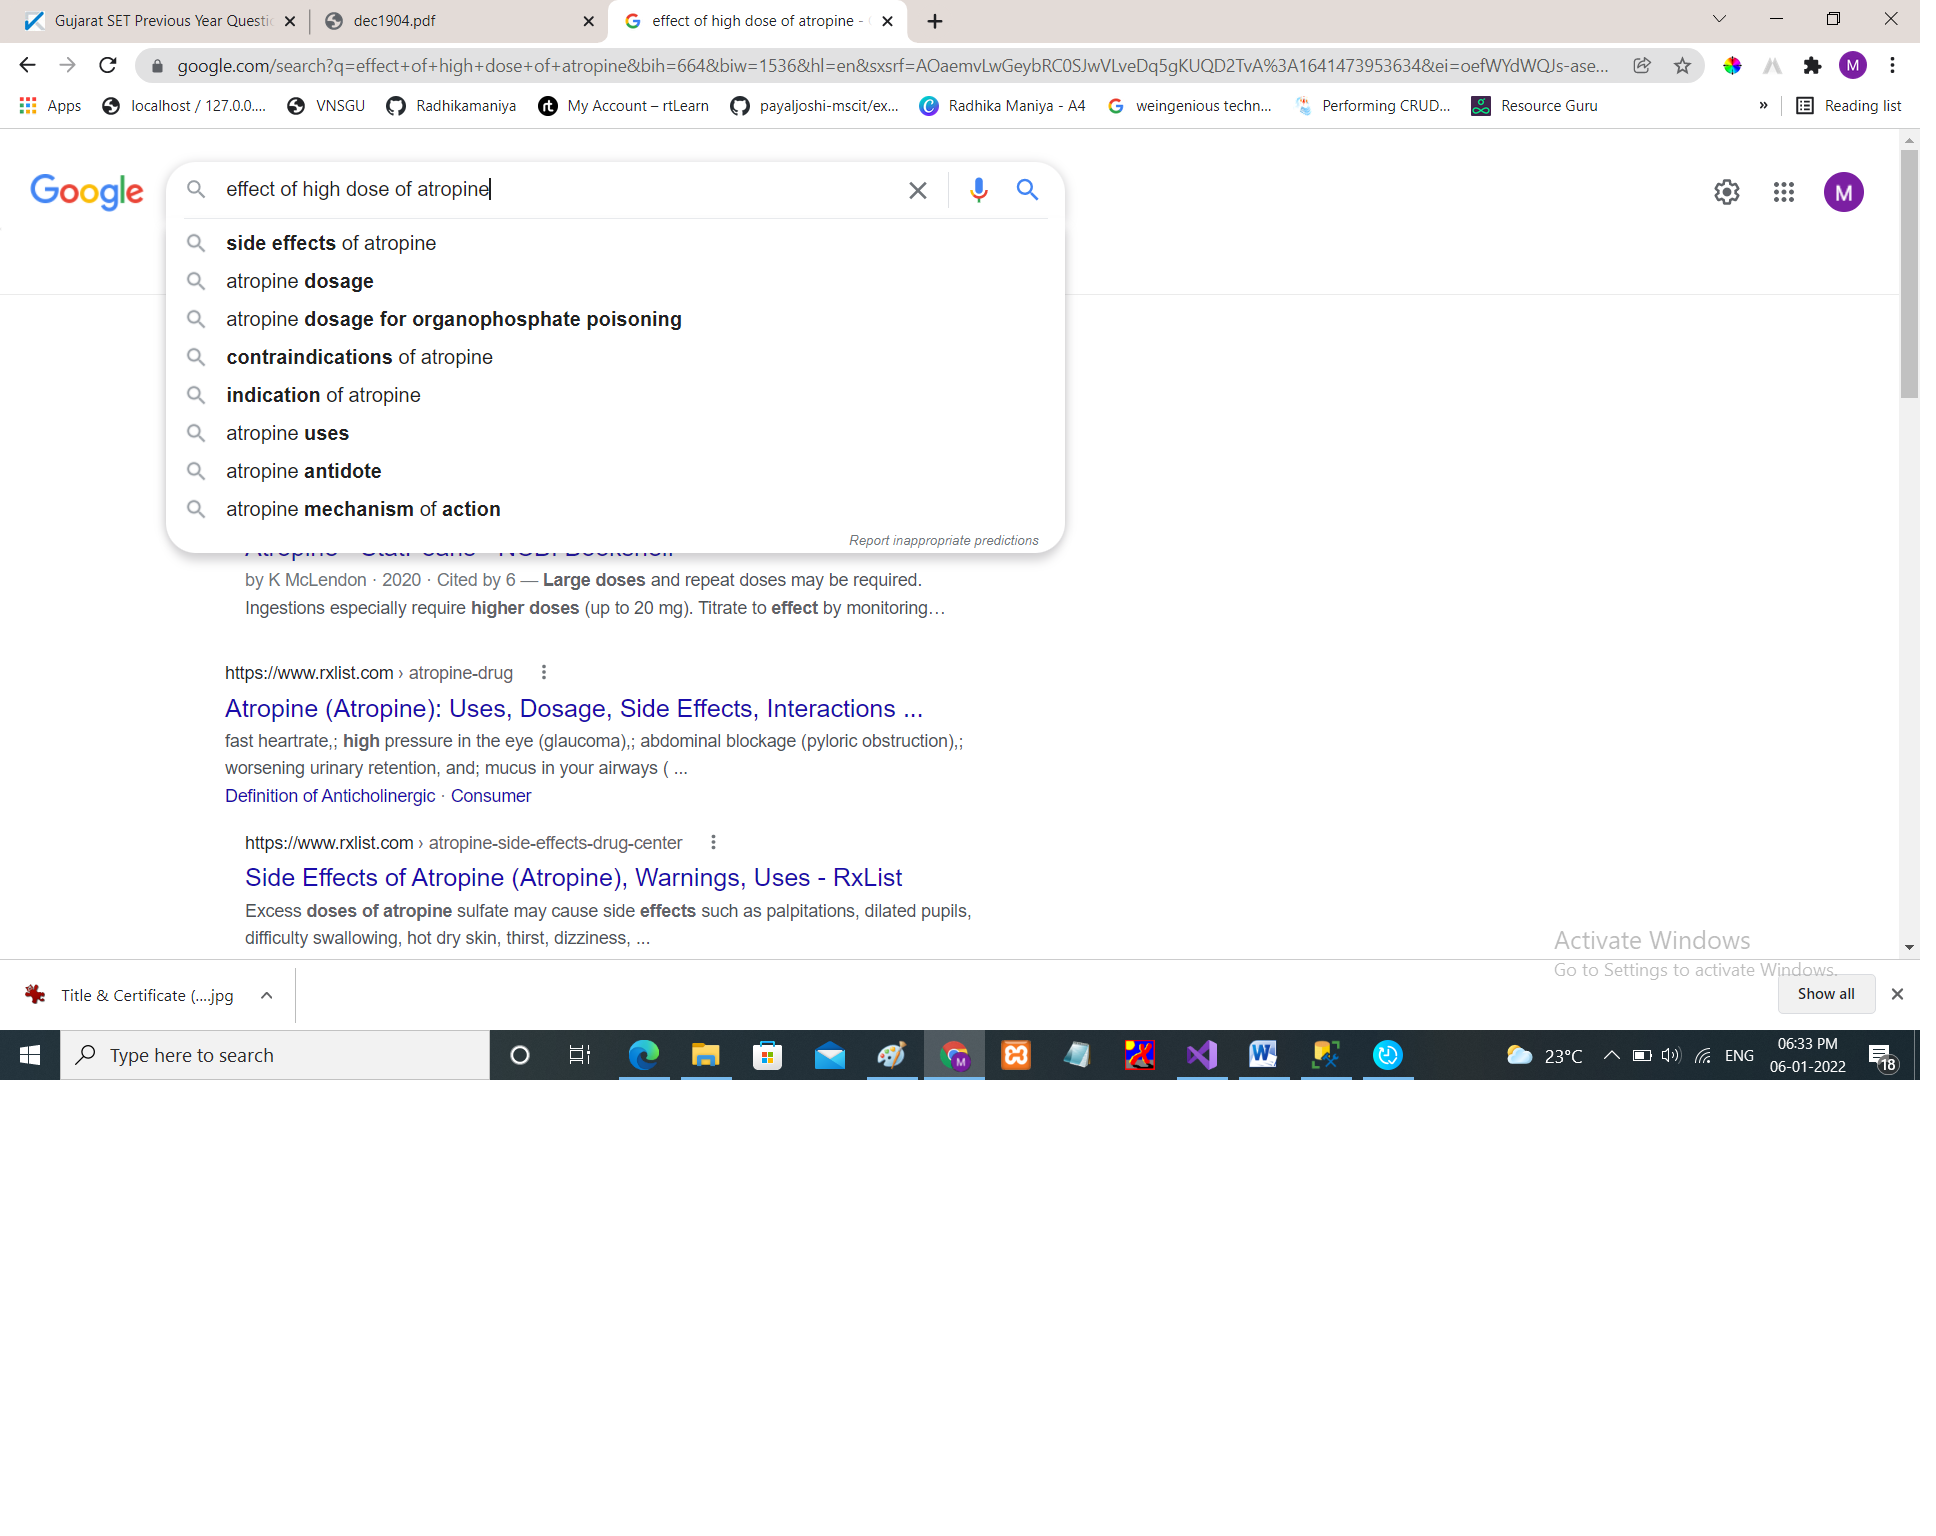 Gujarat SET Previous Year Questi
dec1904.pdf
effect of high dose of atropine -
google.com/search?q=effect+of+high+dose+of+atropine&bih=664&biw=1536&hl=en&sxsrf=AOaemvLwGeybRC0SJwVLveDq5gKUQD2TvA%3A1641473953634&ei=oefWYdWQJs-ase...
M
Apps
localhost / 127.0.0....
VNSGU
Radhikamaniya
rt My Account – rtLearn
payaljoshi-mscit/ex...
Radhika Maniya - A4
weingenious techn...
Performing CRUD...
Resource Guru
»
Reading list
Google
effect of high dose of atropine
M
side effects of atropine
atropine dosage
atropine dosage for organophosphate poisoning
contraindications of atropine
indication of atropine
atropine uses
atropine antidote
atropine mechanism of action
Report inappropriate predictions
by K McLendon · 2020 · Cited by 6 — Large doses and repeat doses may be required.
Ingestions especially require higher doses (up to 20 mg). Titrate to effect by monitoring…
https://www.rxlist.com › atropine-drug
Atropine (Atropine): Uses, Dosage, Side Effects, Interactions ...
fast heartrate,; high pressure in the eye (glaucoma),; abdominal blockage (pyloric obstruction),;
worsening urinary retention, and; mucus in your airways ( ...
Definition of Anticholinergic · Consumer
https://www.rxlist.com › atropine-side-effects-drug-center
Side Effects of Atropine (Atropine), Warnings, Uses - RxList
Excess doses of atropine sulfate may cause side effects such as palpitations, dilated pupils,
difficulty swallowing, hot dry skin, thirst, dizziness, ...
Activate Windows
Go to Settings to activate Windows.
Title & Certificate (....jpg
Show all
Type here to search
23°C
ENG
06:33 PM
06-01-2022
18